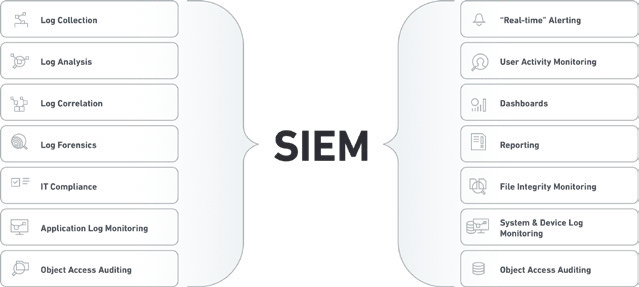 Log Collection
Log Analysis
Log Correlation
Log Forensics
IT Compliance
Application Log Monitoring
Object Access Auditing
SIEM
“Real-time” Alerting
User Activity Monitoring
Dashboards
Reporting
File Integrity Monitoring
System & Device Log
Monitoring
Object Access Auditing